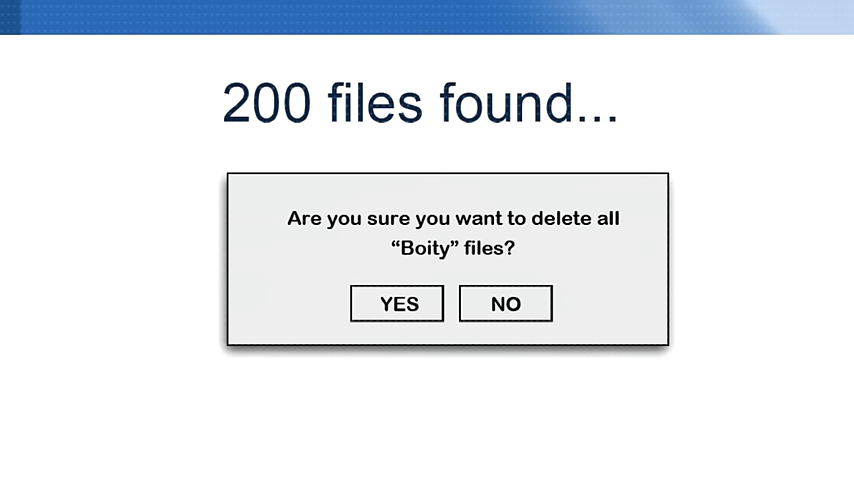 200 files found...
Are you sure you want to delete all
“Boity” files?
YES NO